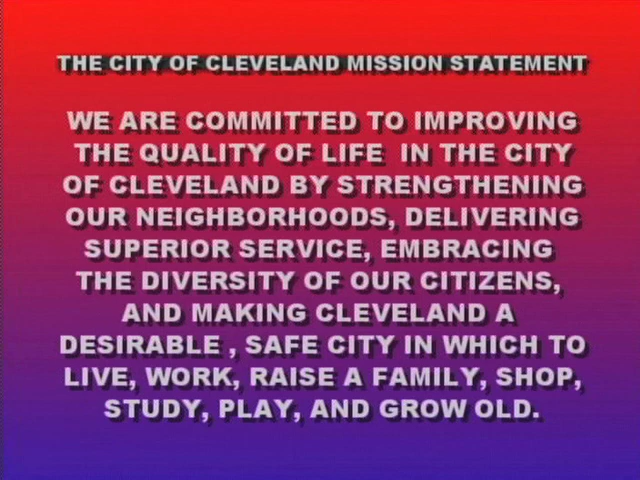 THE CITY OF CLEVELAND MISSION STATEMENT
WE ARE COMMITTED TO IMPROVING
THE QUALITY OF LIFE IN THE CITY
OF CLEVELAND BY STRENGTHENING
OUR NEIGHBORHOODS, DELIVERING
SUPERIOR SERVICE, EMBRACING
THE DIVERSITY OF OUR CITIZENS,
AND MAKING CLEVELAND A
DESIRABLE , SAFE CITY IN WHICH TO
LIVE, WORK, RAISE A FAMILY, SHOP,
STUDY, PLAY, AND GROW OLD.